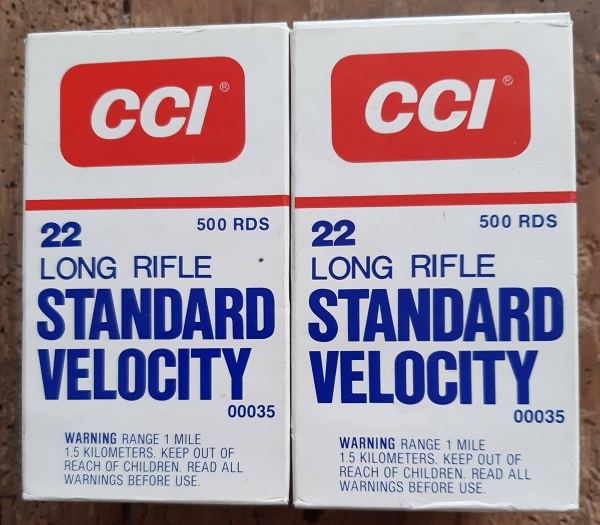 CCI®
500 RDS
22
LONG RIFLE
STANDARD
VELOCITY
00035
WARNING RANGE 1 MILE
1.5 KILOMETERS. KEEP OUT OF
REACH OF CHILDREN. READ ALL
WARNINGS BEFORE USE.
CCI®
500 RDS
22
LONG RIFLE
STANDARD
VELOCITY
00035
WARNING RANGE 1 MILE
1.5 KILOMETERS. KEEP OUT OF
REACH OF CHILDREN. READ ALL
WARNINGS BEFORE USE.